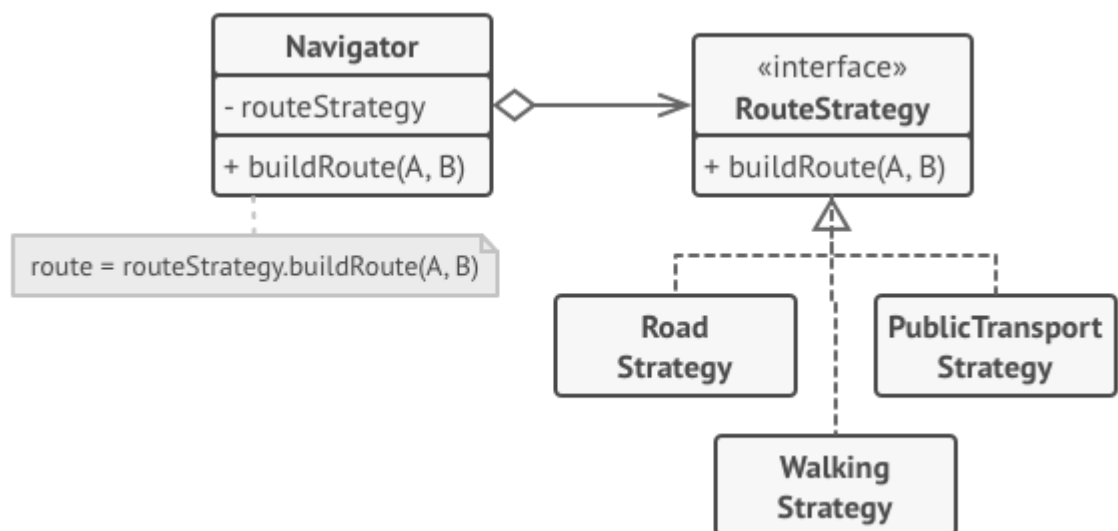 Navigator
- routeStrategy
+ buildRoute(A, B)
route = routeStrategy.buildRoute(A, B)
«interface»
RouteStrategy
+ buildRoute(A, B)
Road
Strategy
PublicTransport
Strategy
Walking
Strategy